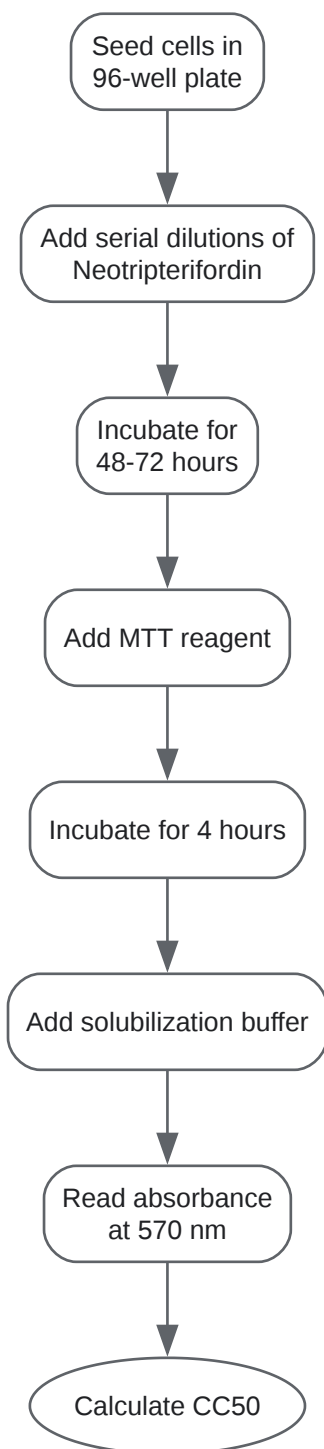 Seed cells in
96-well plate
Add serial dilutions of
Neotripterifordin
Incubate for
48-72 hours
Add MTT reagent
Incubate for 4 hours
Add solubilization buffer
Read absorbance
at 570 nm
Calculate CC50